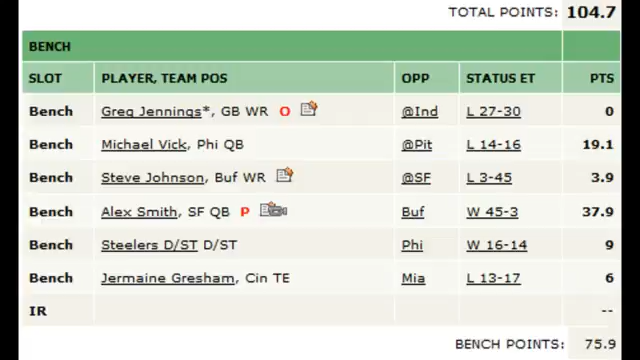 TOTAL POINTS: 104.7
BENCH
SLOT PLAYER, TEAM POS OPP STATUS ET PTS
Bench Greg Jennings*, GB WR O @Ind L 27-30 0
Bench Michael Vick, Phi QB @Pit L 14-16 19.1
Bench Steve Johnson, Buf WR @SF L 3-45 3.9
Bench Alex Smith, SF QB P Buf W 45-3 37.9
Bench Steelers D/ST D/ST Phi W 16-14 9
Bench Jermaine Gresham, Cin TE Mia L 13-17 6
IR --
BENCH POINTS: 75.9